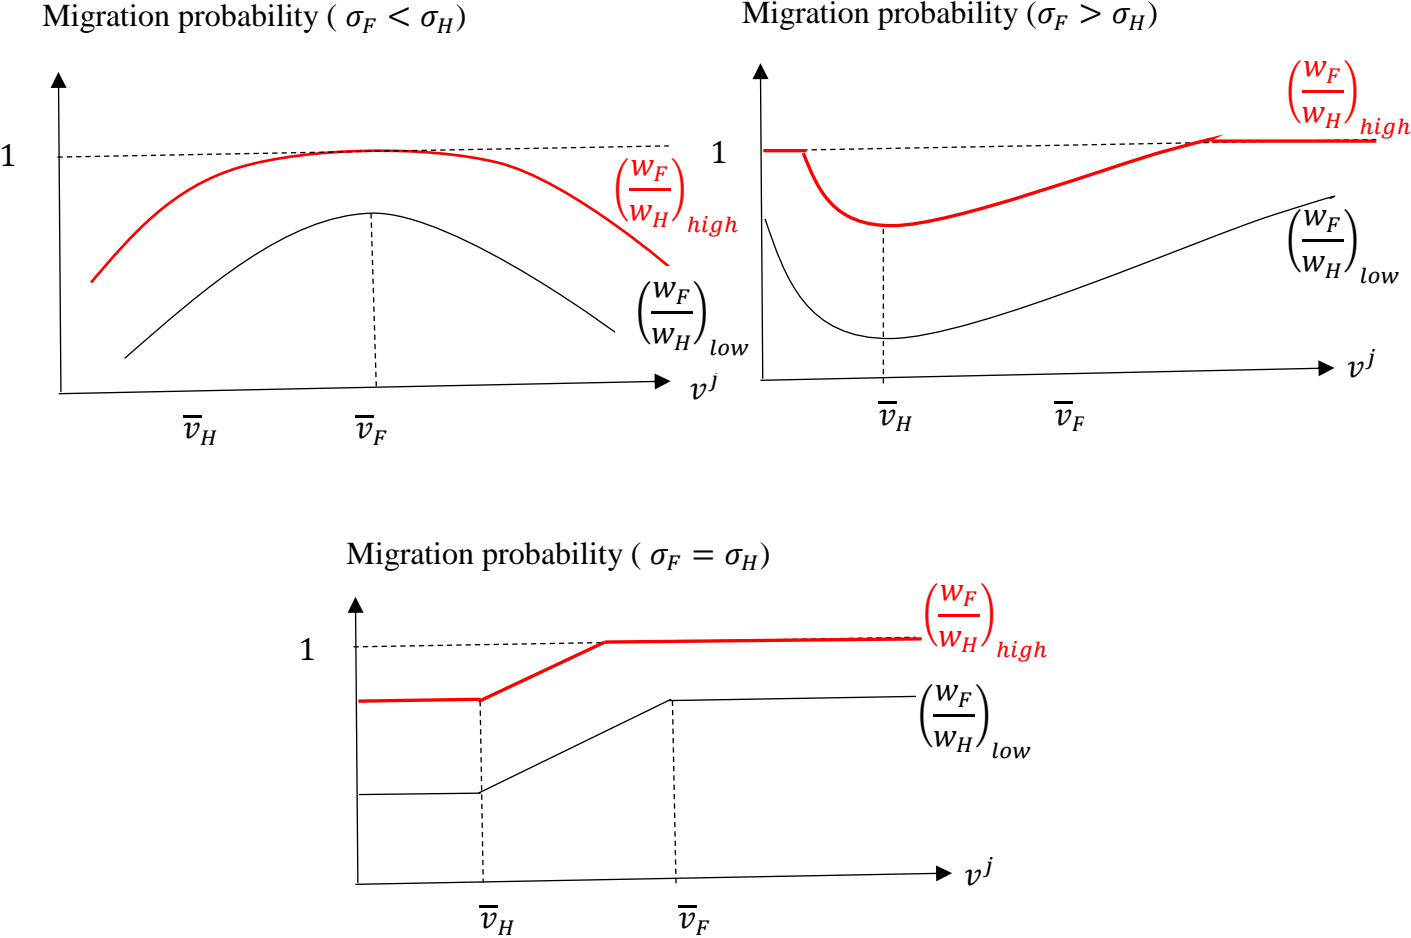 Migration probability ( σ_F < σ_H)
1
(w_F/w_H)_high
(w_F/w_H)_low
v^j
v̅_H
v̅_F
Migration probability (σ_F > σ_H)
1
(w_F/w_H)_high
(w_F/w_H)_low
v^j
v̅_H
v̅_F
Migration probability ( σ_F = σ_H)
1
(w_F/w_H)_high
(w_F/w_H)_low
v^j
v̅_H
v̅_F